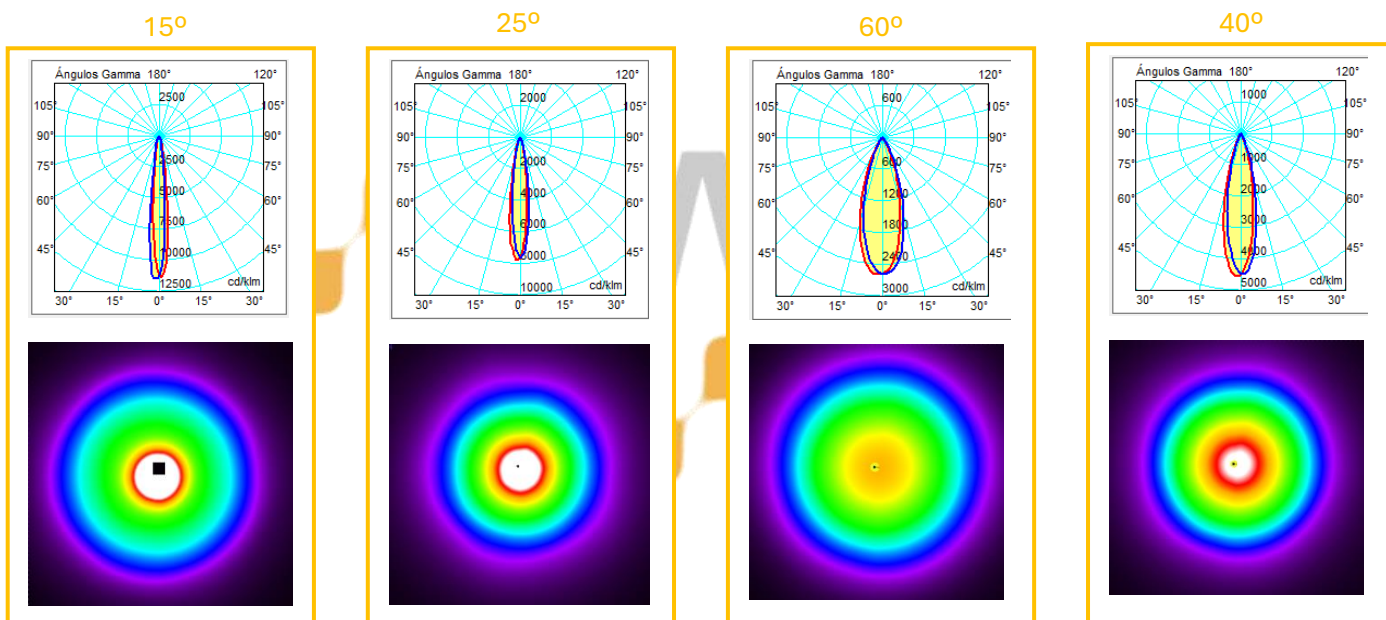 15º
25º
60º
40º
Ángulos Gamma 180° 120°
2500
105° 105°
90° 90°
2500
75° 75°
5000
60° 60°
7500
45° 45°
10000
12500 cd/klm
30° 15° 0° 15° 30°
Ángulos Gamma 180° 120°
2000
105° 105°
90° 90°
2000
75° 75°
4000
60° 60°
6000
45° 45°
8000
10000 cd/klm
30° 15° 0° 15° 30°
Ángulos Gamma 180° 120°
600
105° 105°
90° 90°
600
75° 75°
1200
60° 60°
1800
45° 45°
2400
3000 cd/klm
30° 15° 0° 15° 30°
Ángulos Gamma 180° 120°
1000
105° 105°
90° 90°
1000
75° 75°
2000
60° 60°
3000
45° 45°
4000
5000 cd/klm
30° 15° 0° 15° 30°